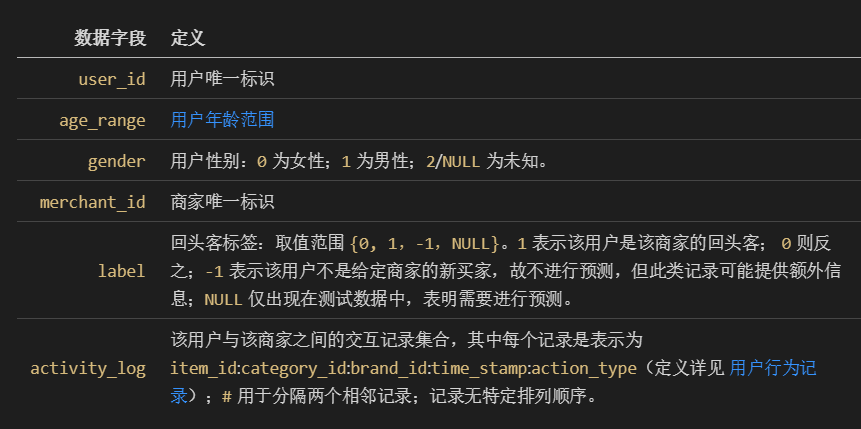 数据字段 定义
user_id 用户唯一标识
age_range 用户年龄范围
gender 用户性别：0 为女性；1 为男性；2/NULL 为未知。
merchant_id 商家唯一标识
label 回头客标签：取值范围 {0, 1, -1, NULL}。1 表示该用户是该商家的回头客； 0 则反
之；-1 表示该用户不是给定商家的新买家，故不进行预测，但此类记录可能提供额外信
息；NULL 仅出现在测试数据中，表明需要进行预测。
activity_log 该用户与该商家之间的交互记录集合，其中每个记录是表示为
item_id:category_id:brand_id:time_stamp:action_type（定义详见 用户行为记
录）；# 用于分隔两个相邻记录；记录无特定排列顺序。